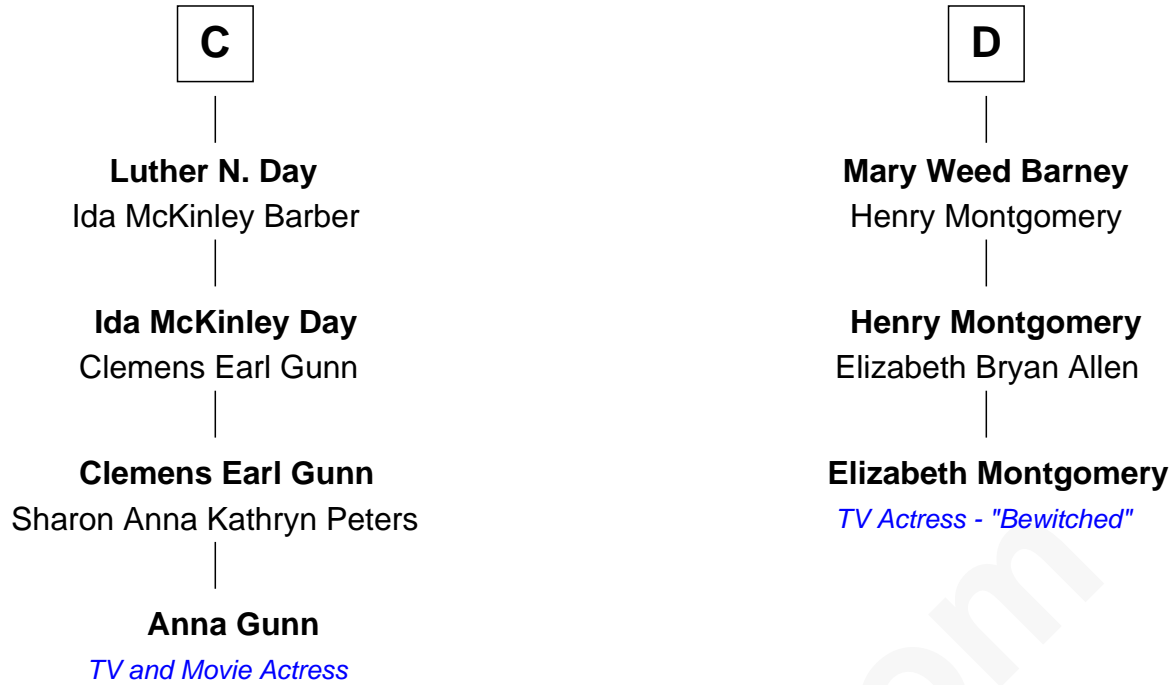 C
Luther N. Day
Ida McKinley Barber
Ida McKinley Day
Clemens Earl Gunn
Clemens Earl Gunn
Sharon Anna Kathryn Peters
Anna Gunn
TV and Movie Actress
D
Mary Weed Barney
Henry Montgomery
Henry Montgomery
Elizabeth Bryan Allen
Elizabeth Montgomery
TV Actress - "Bewitched"
om